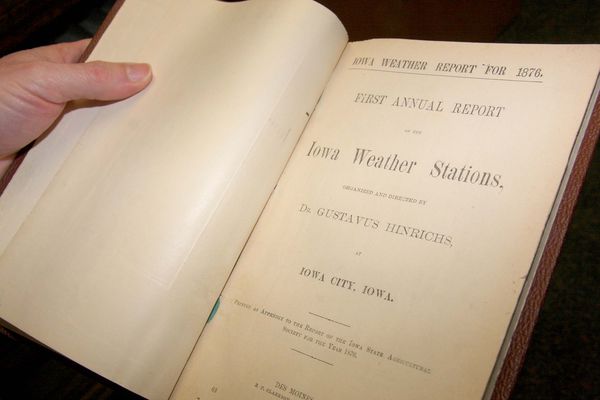 IOWA WEATHER REPORT FOR 1876.
FIRST ANNUAL REPORT
OF THE
Iowa Weather Stations,
ORGANIZED AND DIRECTED BY
DR. GUSTAVUS HINRICHS,
AT
IOWA CITY, IOWA.
PRINTED AS APPENDIX TO THE REPORT OF THE IOWA STATE AGRICULTURAL
SOCIETY FOR THE YEAR 1876.
DES MOINES